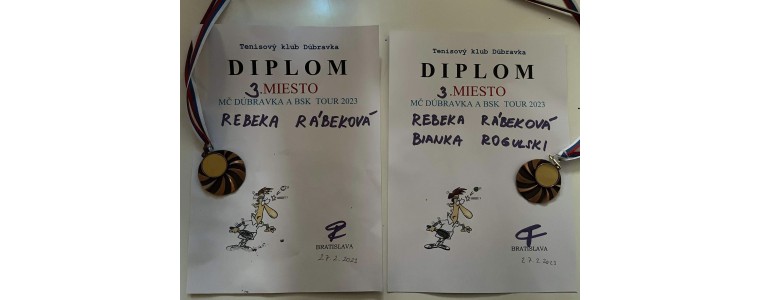 Tenisový klub Dúbravka
DIPLOM
3.MIESTO
MČ DÚBRAVKA A BSK TOUR 2023
REBEKA RÁBEKOVÁ
BRATISLAVA
Tenisový klub Dúbravka
DIPLOM
3.MIESTO
MČ DÚBRAVKA A BSK TOUR 2023
REBEKA RÁBEKOVÁ
BIANKA ROGULSKI
BRATISLAVA